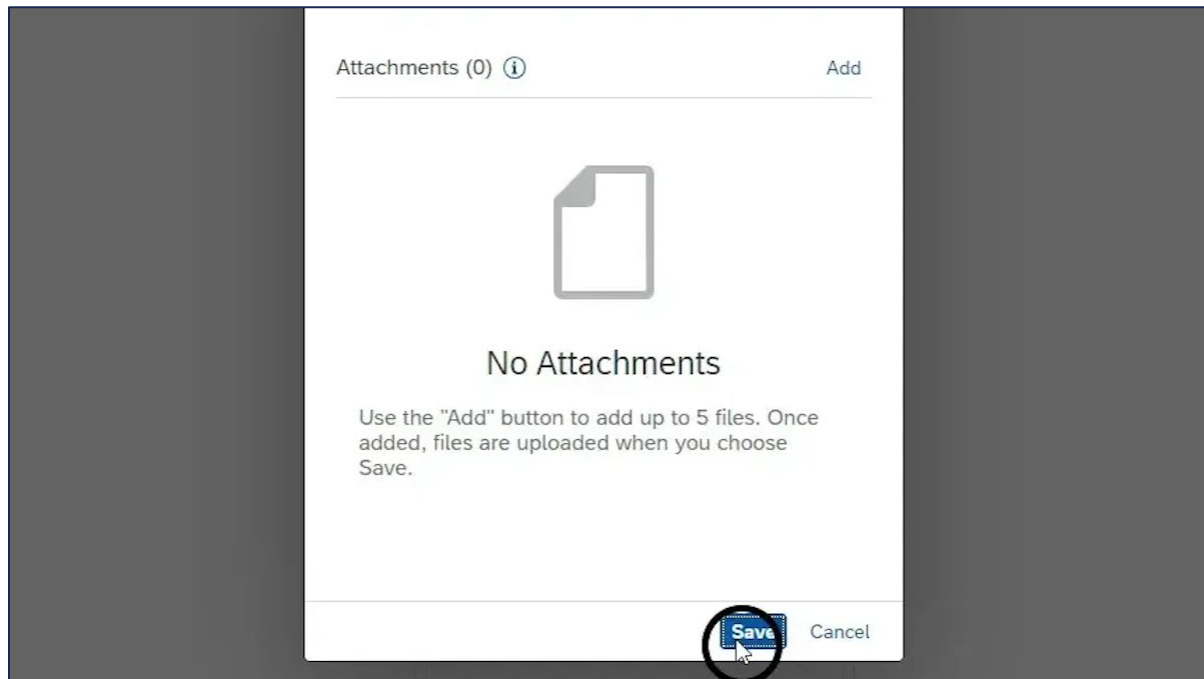 Attachments (0) Add
No Attachments
Use the "Add" button to add up to 5 files. Once
added, files are uploaded when you choose
Save.
Save Cancel